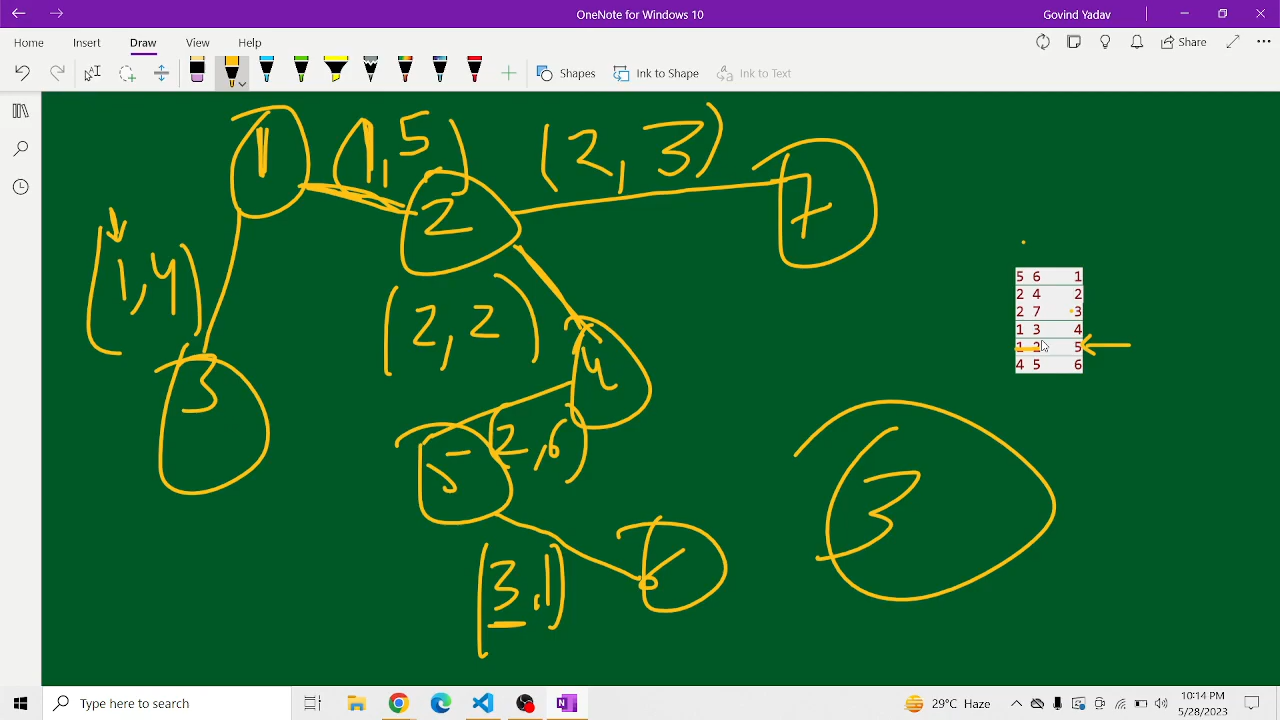 OneNote for Windows 10
Govind Yadav
Home Insert Draw View Help
Share
Shapes
Ink to Shape
Ink to Text
1
(1,5)
2
(2,3)
7
(1,4)
3
(2,2)
4
(2,6)
5
(3,1)
6
3
5 6 1
2 4 2
2 7 3
1 3 4
1 2 5
4 5 6
Type here to search
29°C Haze
10:14 PM
5/28/2023